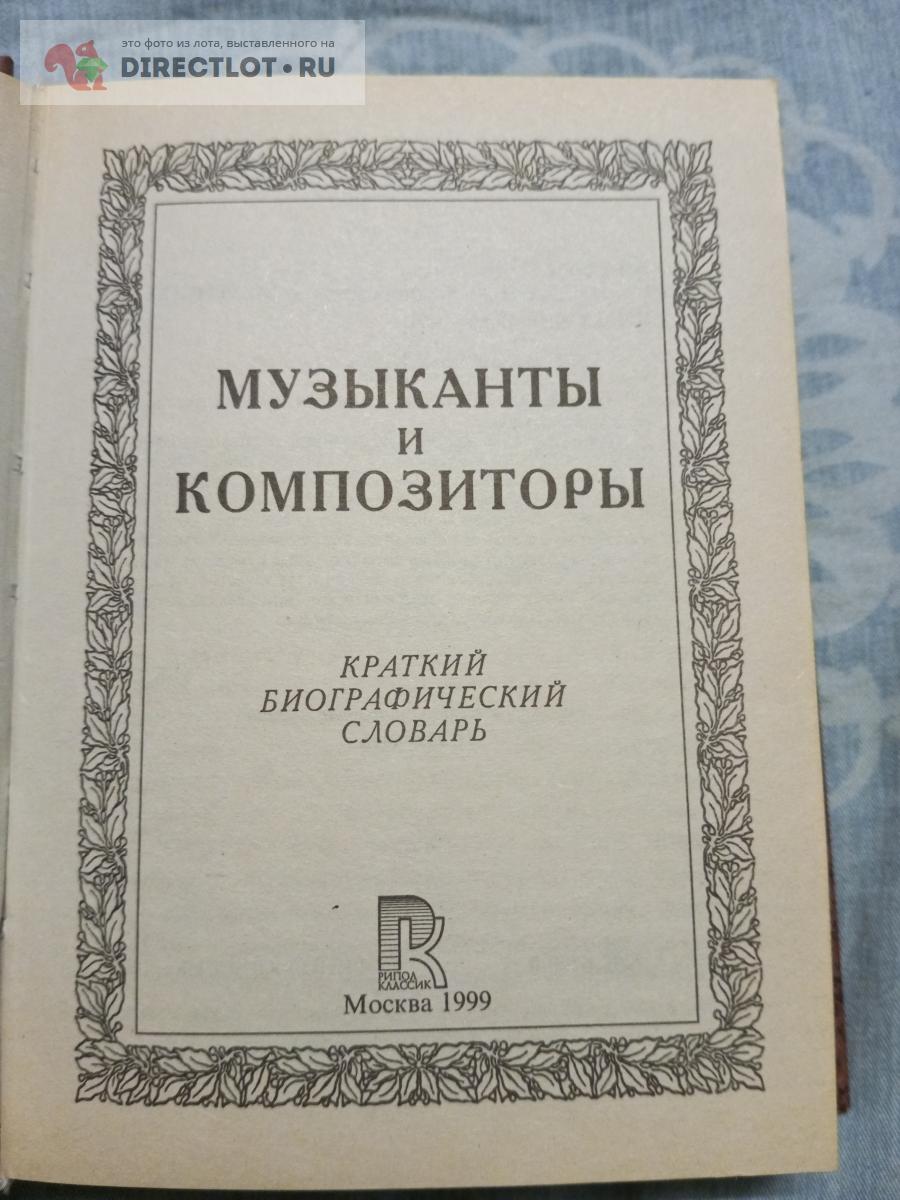 это фото из лота, выставленного на
DIRECTLOT•RU
МУЗЫКАНТЫ
И
КОМПОЗИТОРЫ
КРАТКИЙ
БИОГРАФИЧЕСКИЙ
СЛОВАРЬ
РИПОЛ
КЛАССИК
Москва 1999